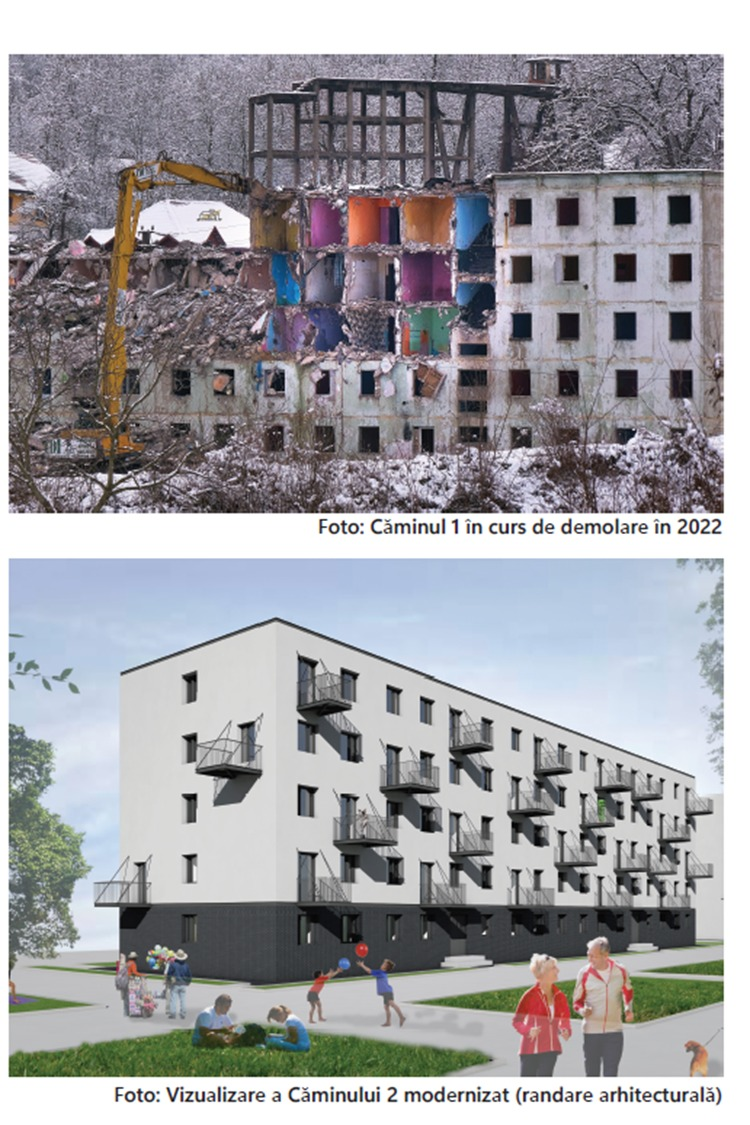 Foto: Căminul 1 în curs de demolare în 2022
Foto: Vizualizare a Căminului 2 modernizat (randare arhitecturală)